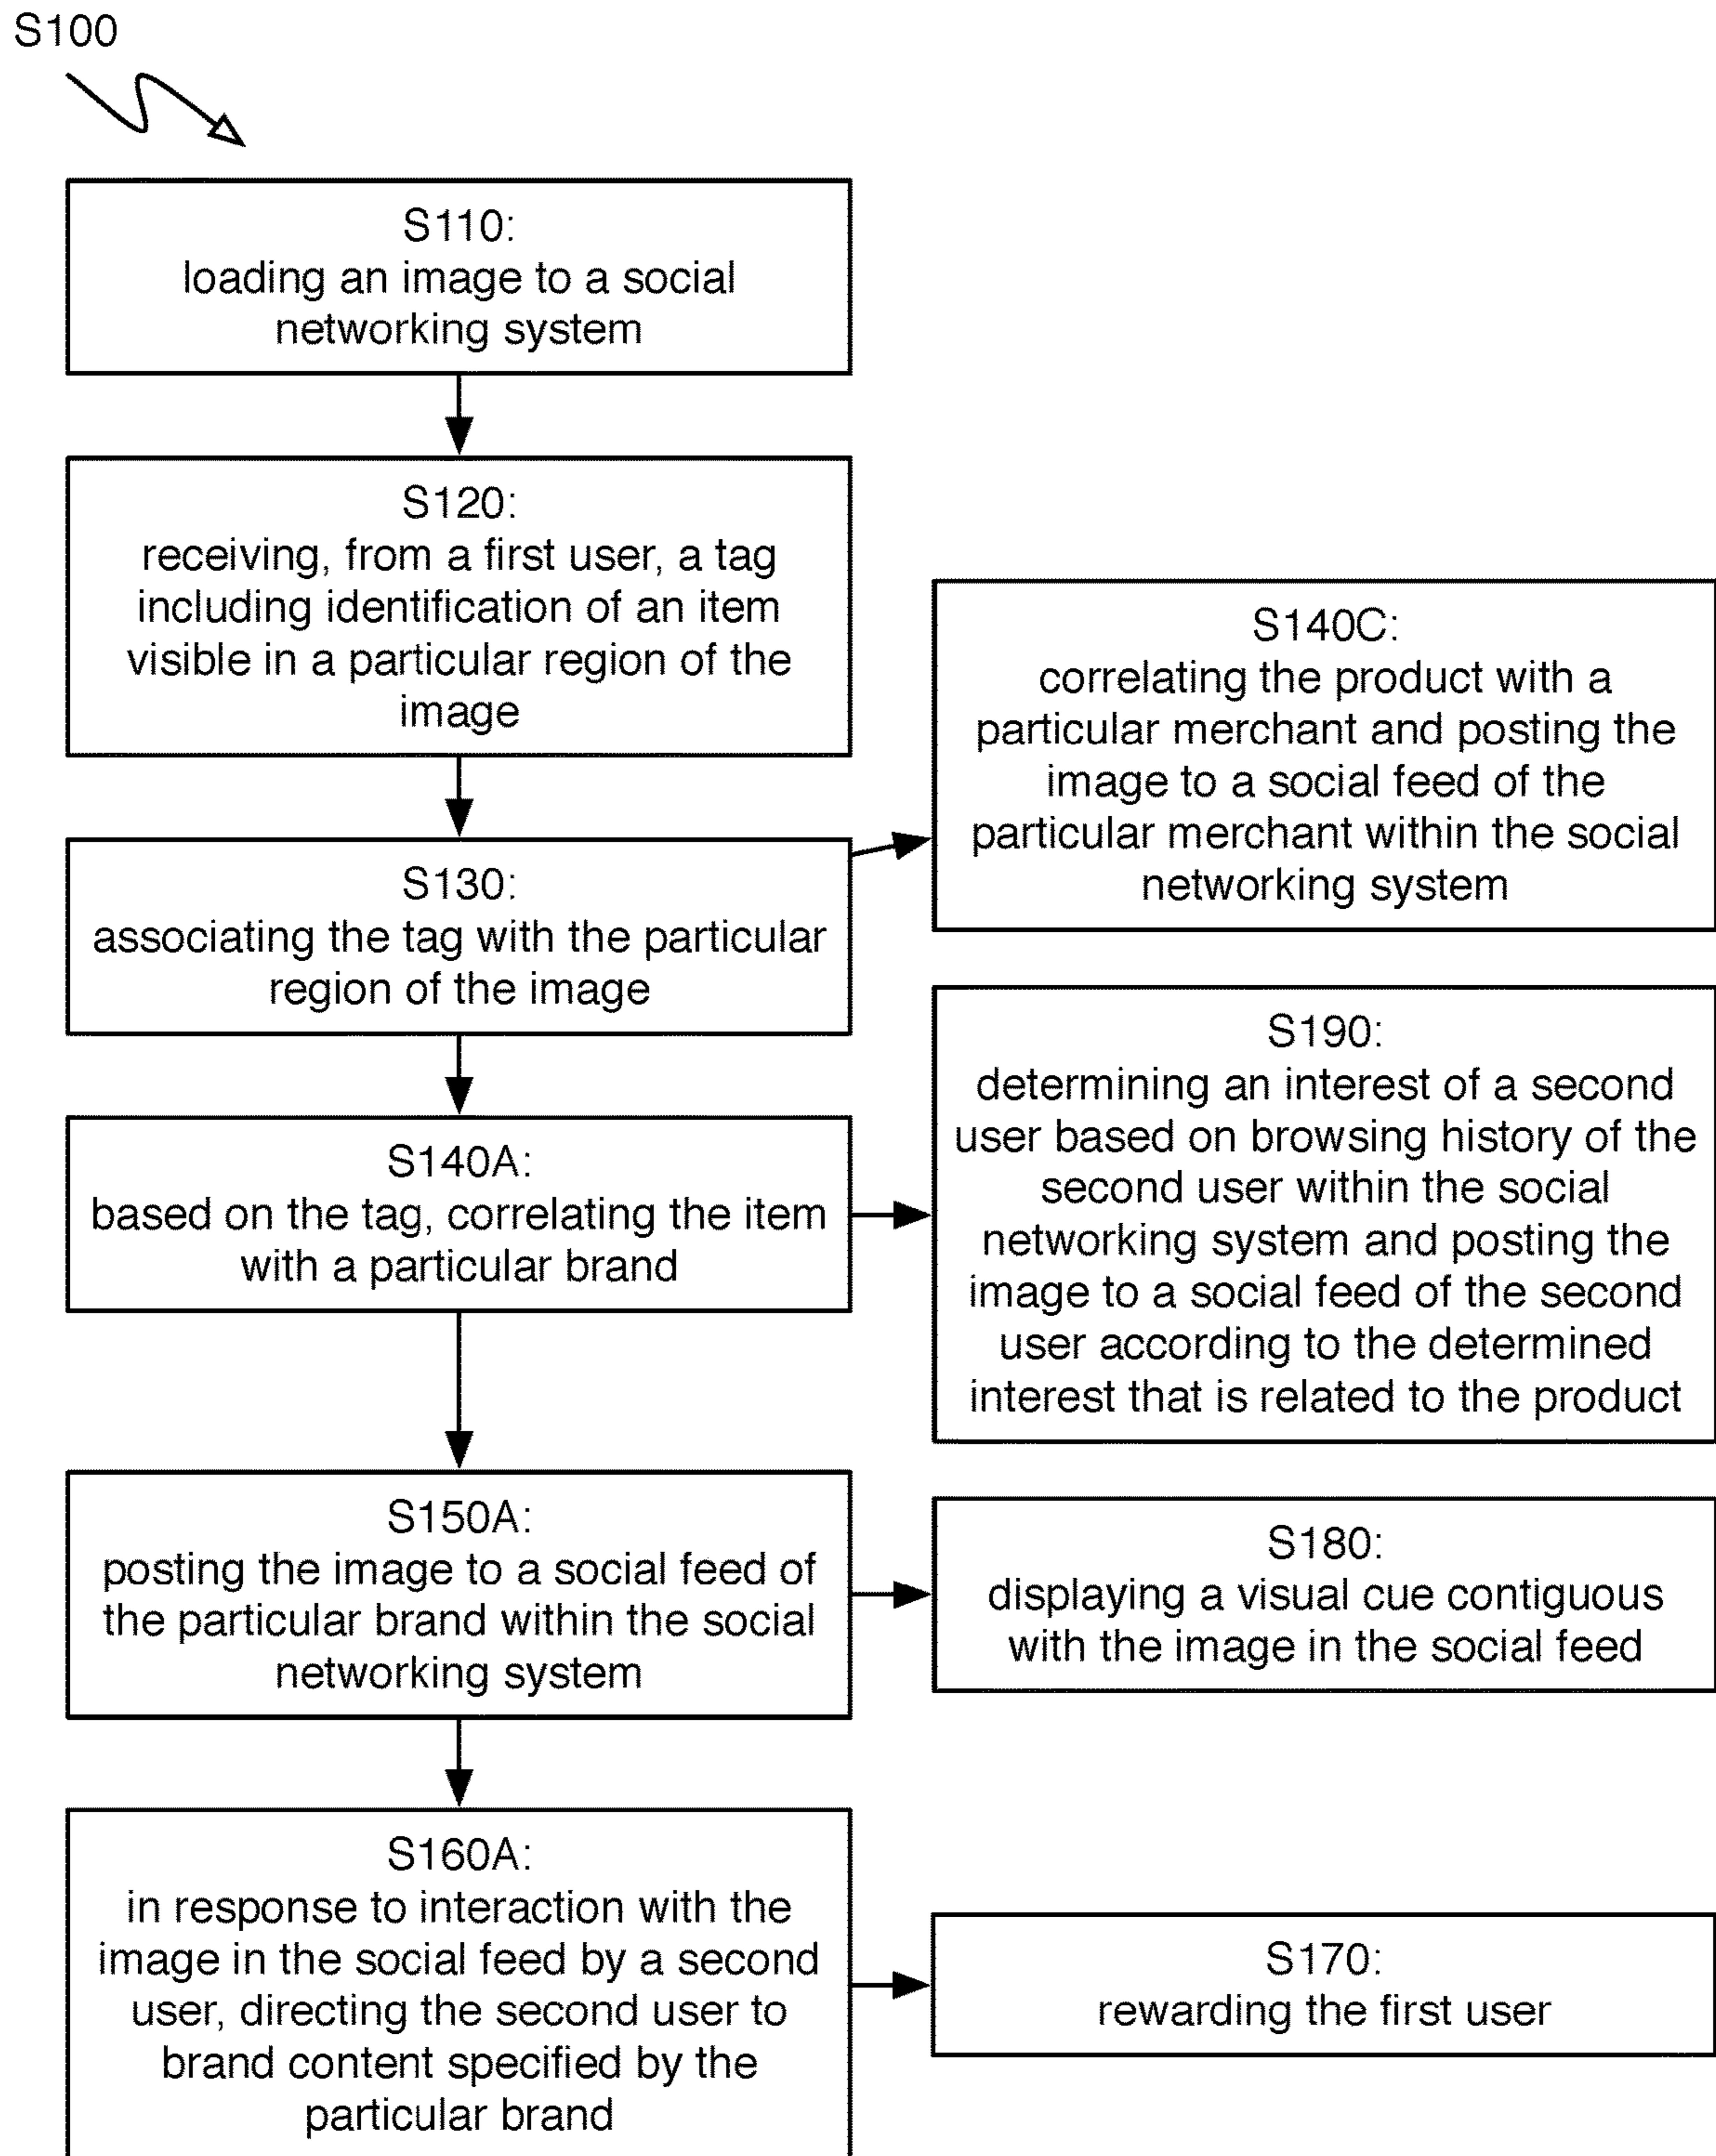 S100
S110:
loading an image to a social
networking system
S120:
receiving, from a first user, a tag
including identification of an item
visible in a particular region of the
image
S130:
associating the tag with the particular
region of the image
S140C:
correlating the product with a
particular merchant and posting the
image to a social feed of the
particular merchant within the social
networking system
S140A:
based on the tag, correlating the item
with a particular brand
S190:
determining an interest of a second
user based on browsing history of the
second user within the social
networking system and posting the
image to a social feed of the second
user according to the determined
interest that is related to the product
S150A:
posting the image to a social feed of
the particular brand within the social
networking system
S180:
displaying a visual cue contiguous
with the image in the social feed
S160A:
in response to interaction with the
image in the social feed by a second
user, directing the second user to
brand content specified by the
particular brand
S170:
rewarding the first user